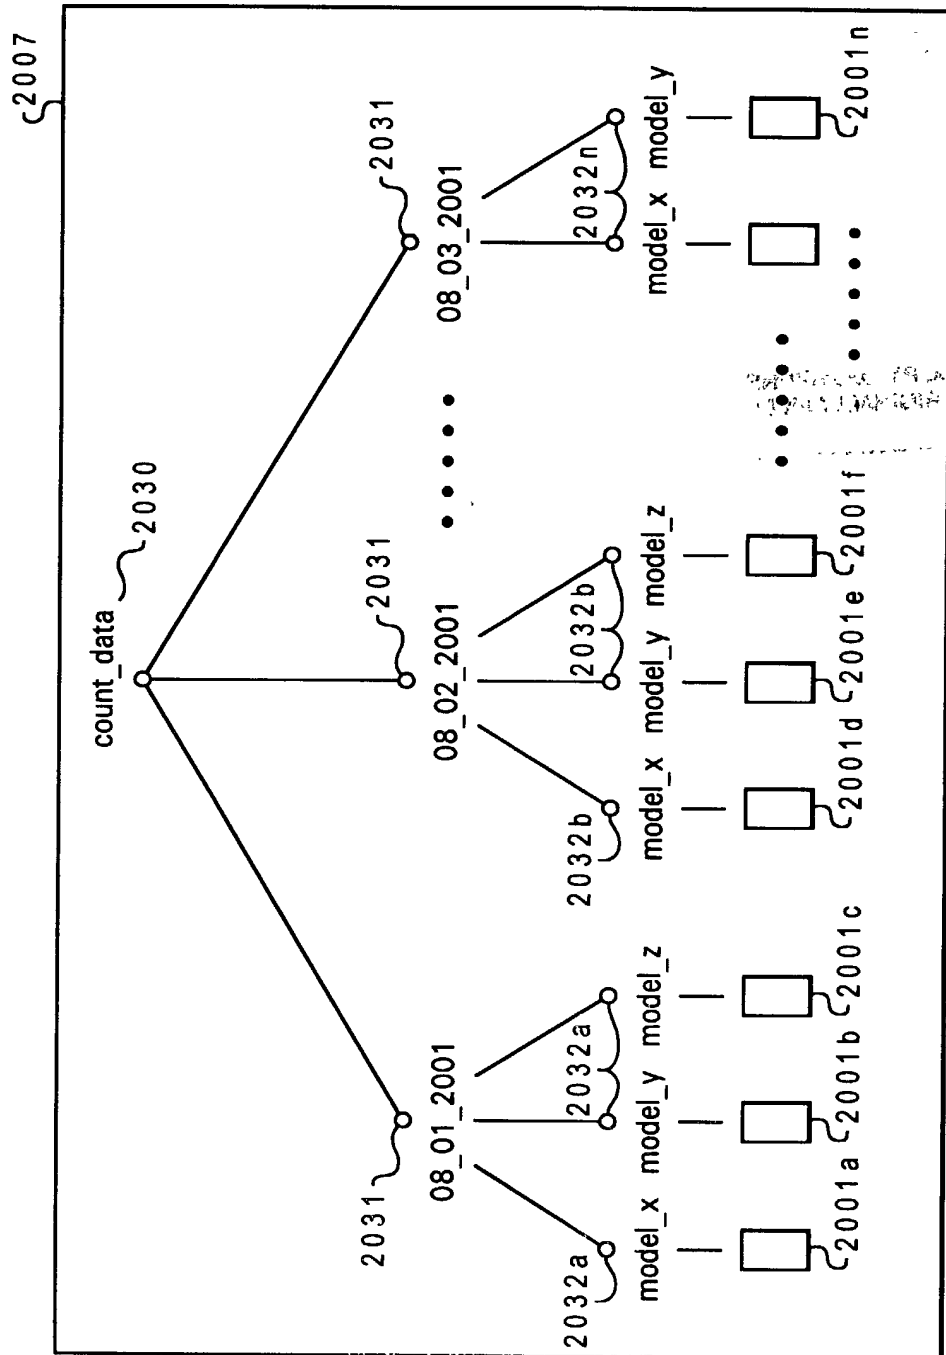 2007
count_data 2030
2031
2031
2031
08_01_2001
08_02_2001
08_03_2001
2032a
2032a
2032b
2032b
2032n
model_x model_y model_z
model_x model_y model_z
model_x model_y
2001a 2001b 2001c
2001d 2001e 2001f
2001n